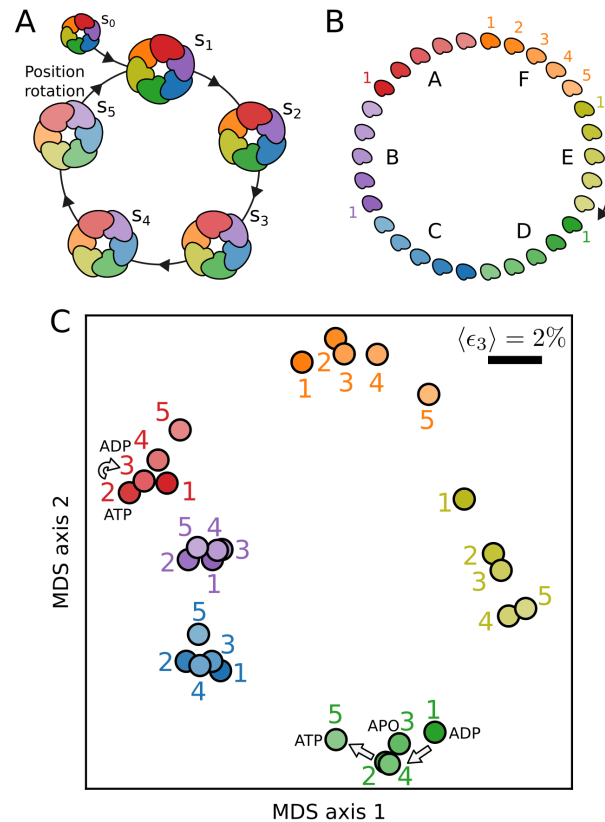 A
B
s0
s1
Position
rotation
s5
s2
s4
s3
1 2 3 4 5
A F
1 1
B E
1
C D 1
C
⟨ϵ3⟩ = 2%
2
1 3 4
5
5
ADP 4
3
2 1
ATP
1
5 4
2 3
1
2
3
4 5
5
2 3
4 1
5 APO 3 1
ATP ADP
2 4
MDS axis 2
MDS axis 1